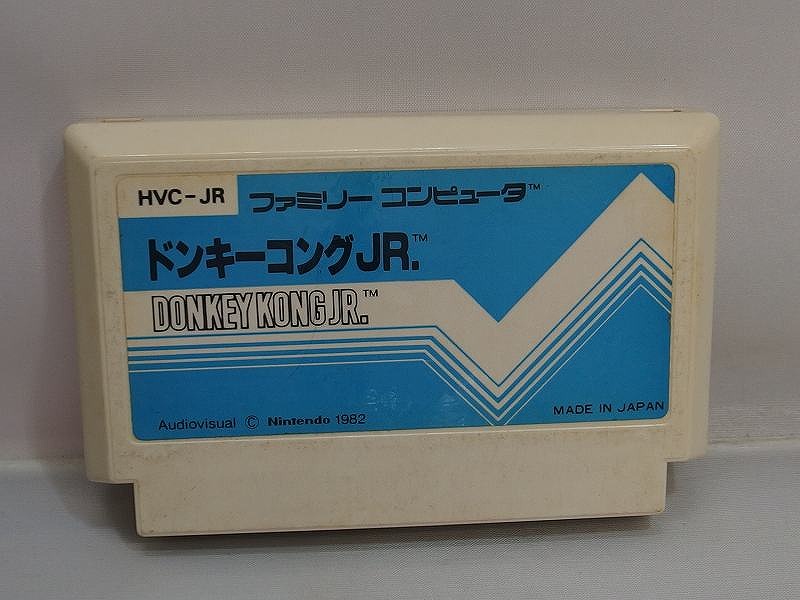 HVC-JR ファミリー コンピュータ™
ドンキーコングJR.™
DONKEY KONG JR.™
Audiovisual © Nintendo 1982
MADE IN JAPAN